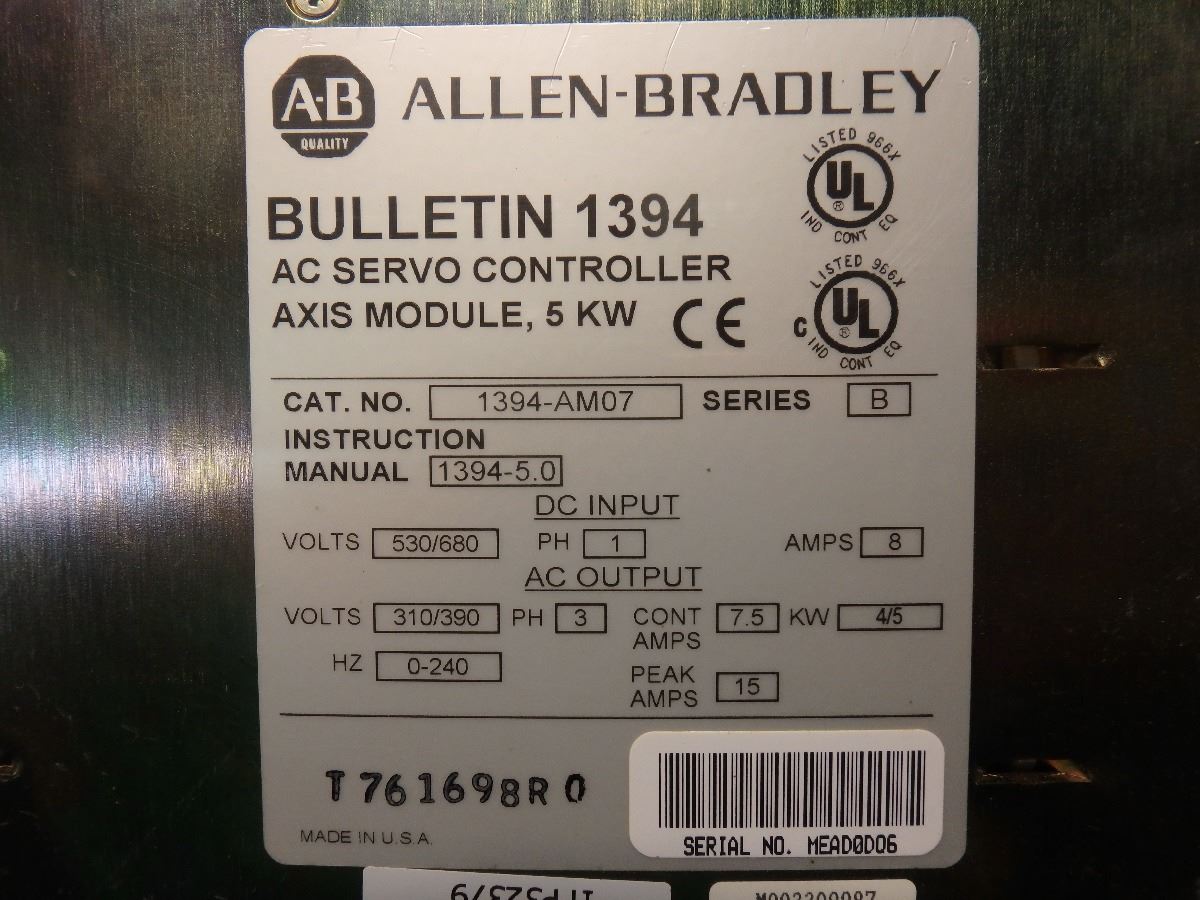 A-B ALLEN-BRADLEY
QUALITY
LISTED 966X
UL
®
IND CONT EQ
BULLETIN 1394
AC SERVO CONTROLLER
AXIS MODULE, 5 KW CE
LISTED 966X
C UL
®
IND CONT EQ
CAT. NO. 1394-AM07 SERIES B
INSTRUCTION
MANUAL 1394-5.0
DC INPUT
VOLTS 530/680 PH 1 AMPS 8
AC OUTPUT
VOLTS 310/390 PH 3 CONT AMPS 7.5 KW 4/5
HZ 0-240 PEAK AMPS 15
T761698R0
MADE IN U.S.A.
SERIAL NO. MEAD0D06